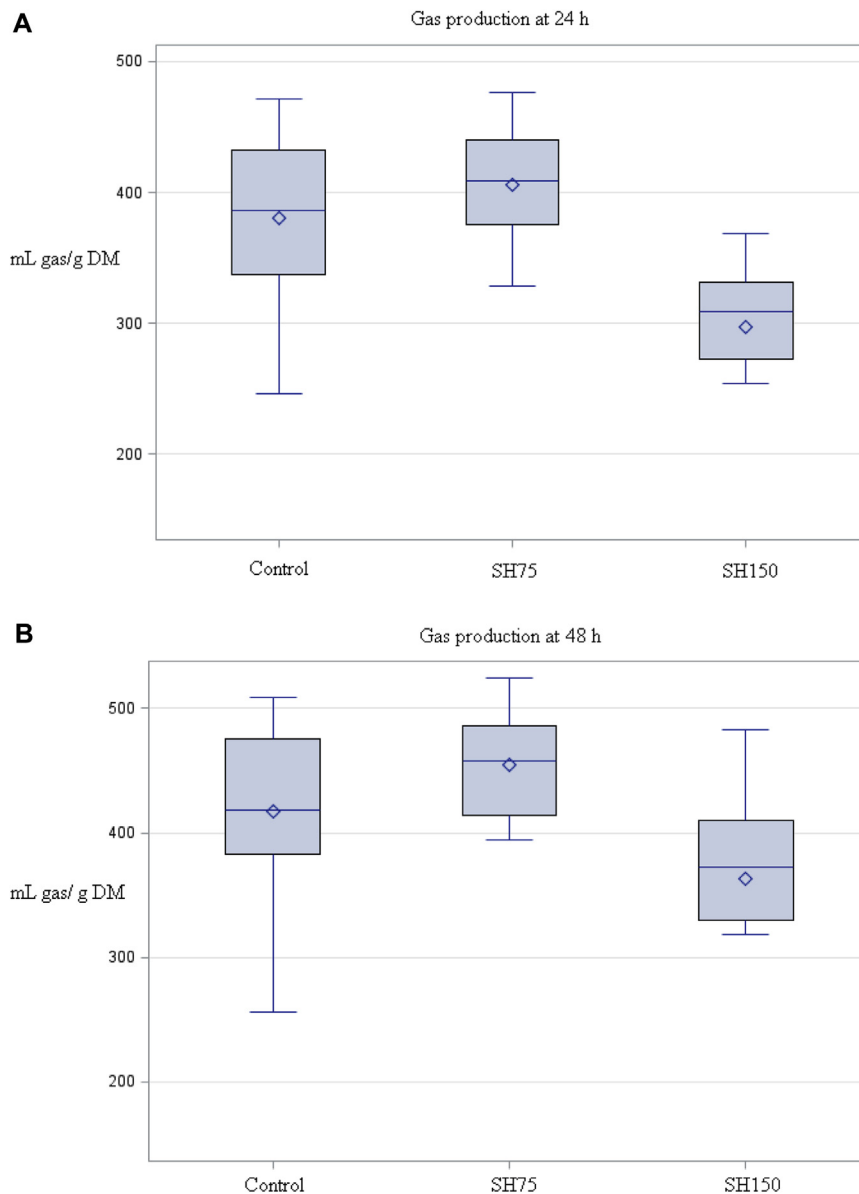 A
Gas production at 24 h
500
400
mL gas/g DM
300
200
Control SH75 SH150
B
Gas production at 48 h
500
400
mL gas/ g DM
300
200
Control SH75 SH150